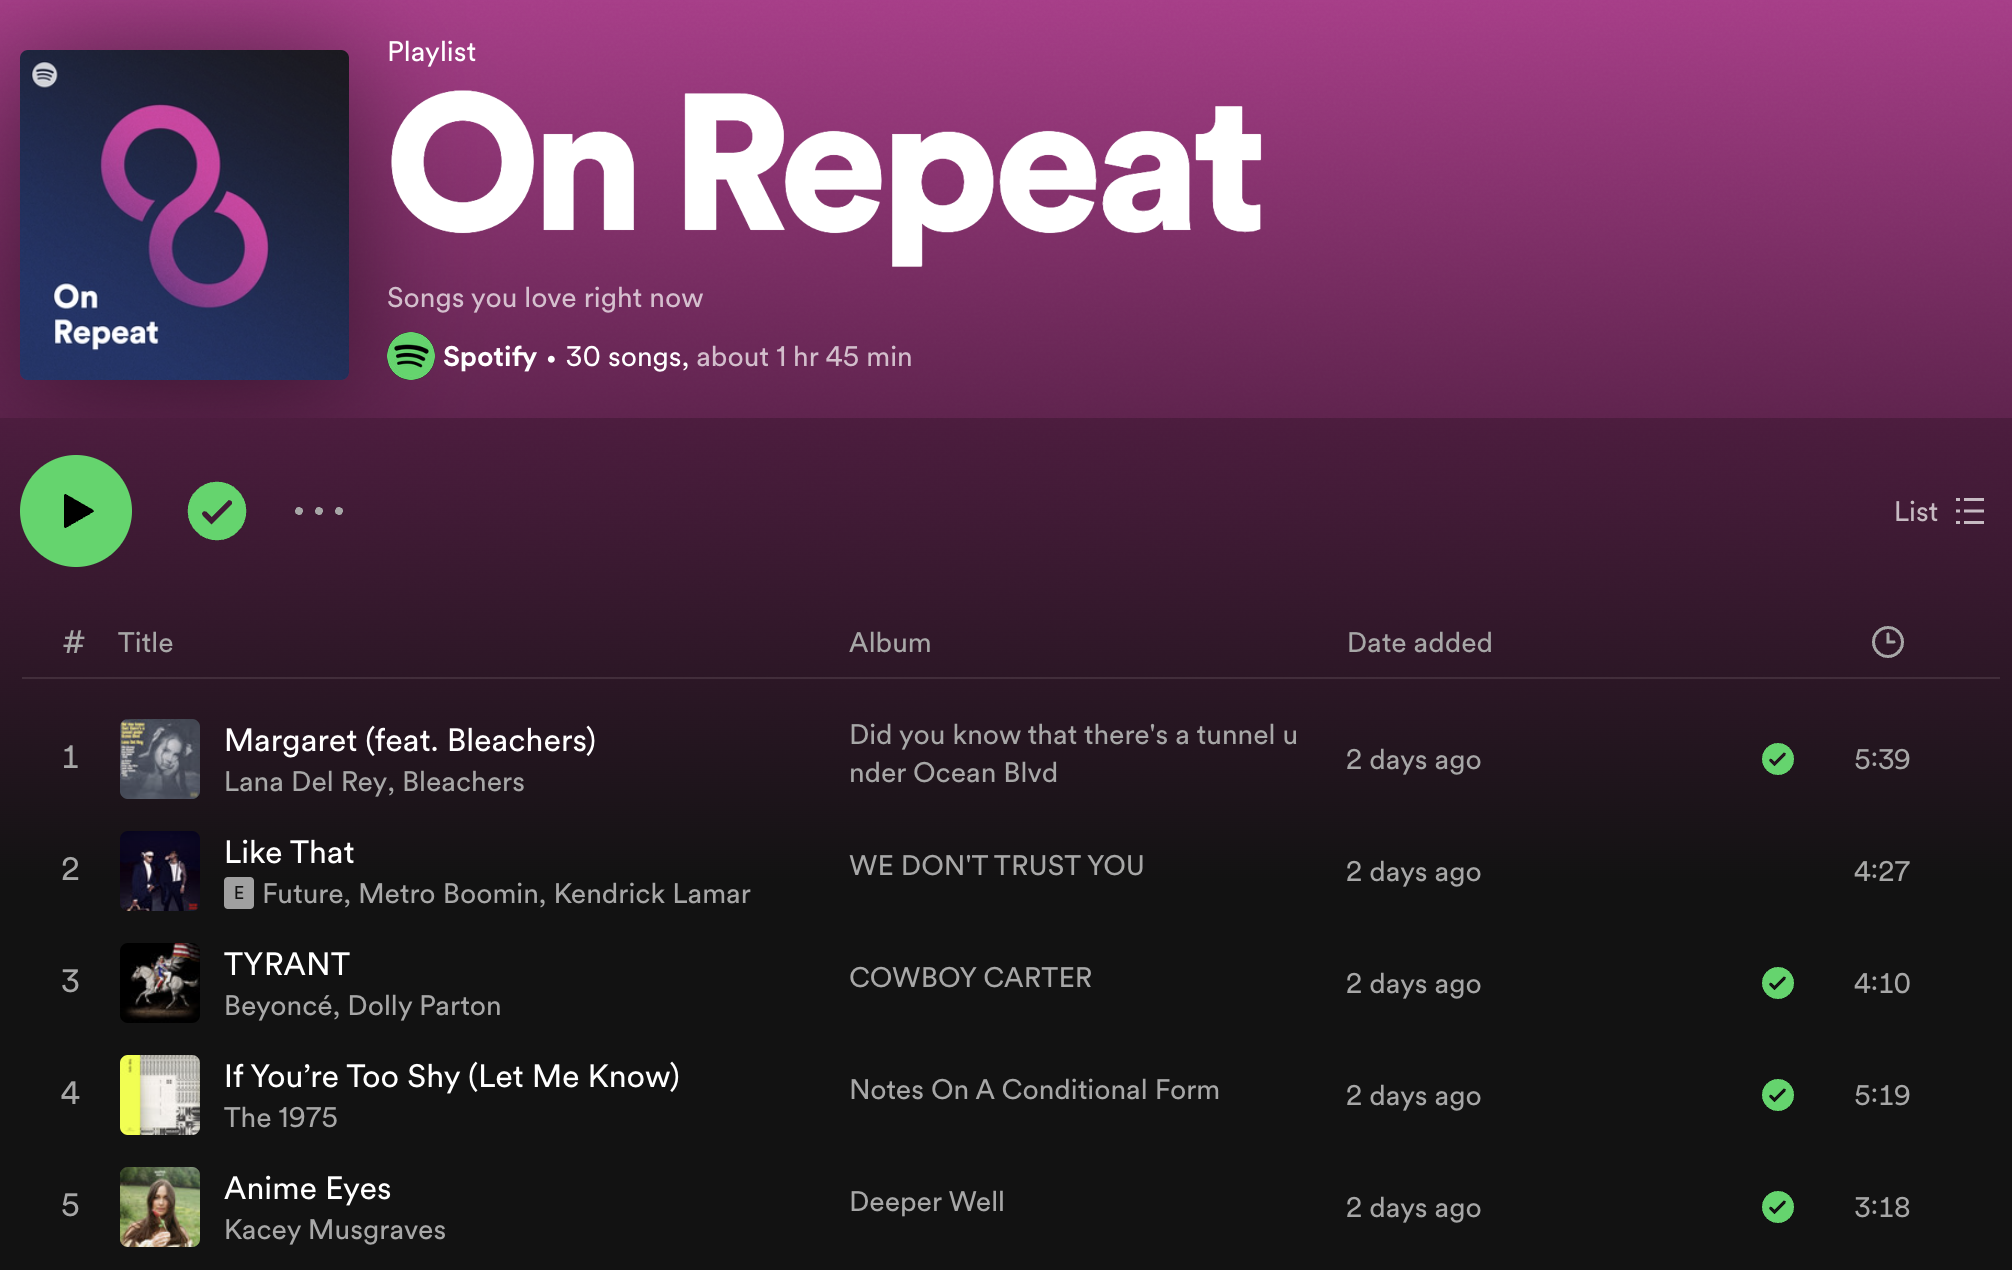 Playlist
On Repeat
On
Repeat
Songs you love right now
Spotify • 30 songs, about 1 hr 45 min
List
# Title Album Date added
1 Margaret (feat. Bleachers)
Lana Del Rey, Bleachers
Did you know that there's a tunnel u
nder Ocean Blvd
2 days ago
5:39
2 Like That
E Future, Metro Boomin, Kendrick Lamar
WE DON'T TRUST YOU
2 days ago
4:27
3 TYRANT
Beyoncé, Dolly Parton
COWBOY CARTER
2 days ago
4:10
4 If You’re Too Shy (Let Me Know)
The 1975
Notes On A Conditional Form
2 days ago
5:19
5 Anime Eyes
Kacey Musgraves
Deeper Well
2 days ago
3:18